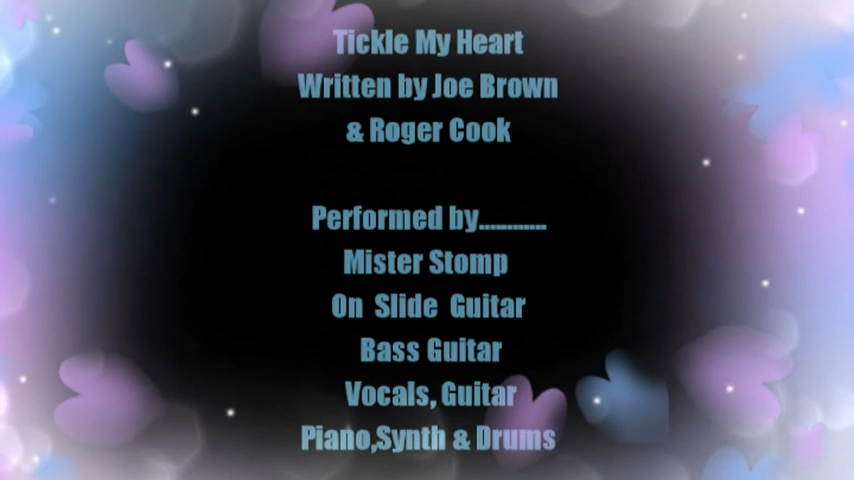 Tickle My Heart
Written by Joe Brown
& Roger Cook
Performed by............
Mister Stomp
On Slide Guitar
Bass Guitar
Vocals, Guitar
Piano,Synth & Drums